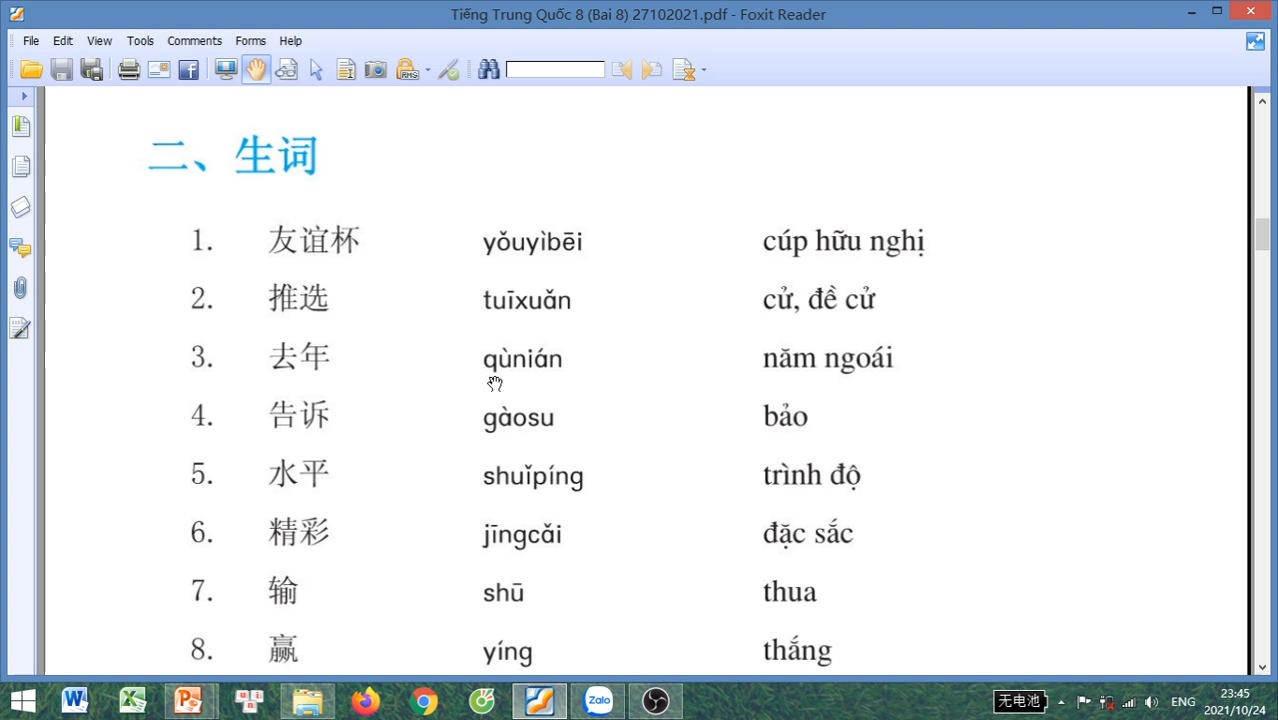 Tiếng Trung Quốc 8 (Bai 8) 27102021.pdf - Foxit Reader
File Edit View Tools Comments Forms Help
RMS
二、生词
1. 友谊杯 yǒuyìbēi cúp hữu nghị
2. 推选 tuīxuǎn cử, đề cử
3. 去年 qùnián năm ngoái
4. 告诉 gàosu bảo
5. 水平 shuǐpíng trình độ
6. 精彩 jīngcǎi đặc sắc
7. 输 shū thua
8. 赢 yíng thắng
Zalo 无电池 ENG 23:45
2021/10/24